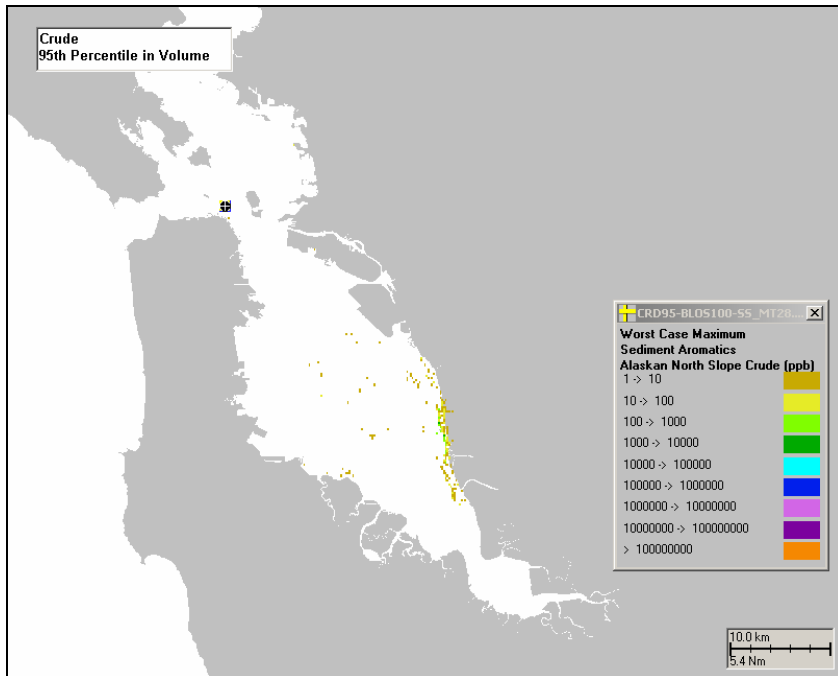 Crude
95th Percentile in Volume
CRD95-BLOS100-SS_MT28....
Worst Case Maximum
Sediment Aromatics
Alaskan North Slope Crude (ppb)
1 -> 10
10 -> 100
100 -> 1000
1000 -> 10000
10000 -> 100000
100000 -> 1000000
1000000 -> 10000000
10000000 -> 100000000
> 100000000
10.0 km
5.4 Nm